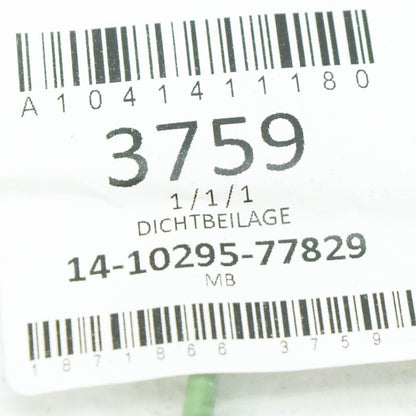 A1041411180
3759
1/1/1
DICHTBEILAGE
14-10295-77829
MB
1871866 3759